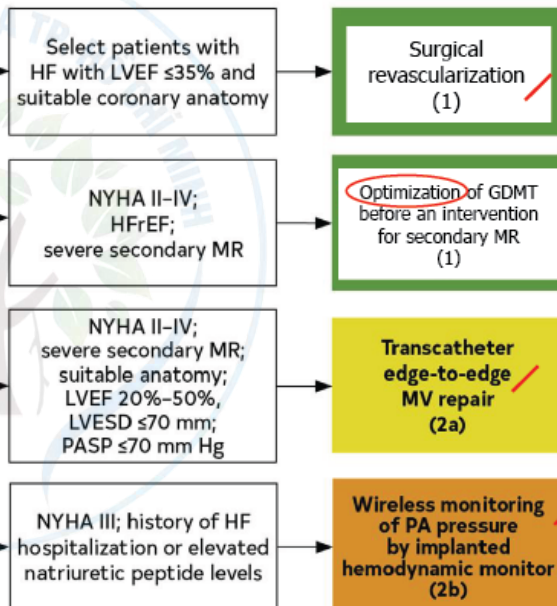 Select patients with
HF with LVEF ≤35% and
suitable coronary anatomy
Surgical
revascularization
(1)
NYHA II–IV;
HFrEF;
severe secondary MR
Optimization of GDMT
before an intervention
for secondary MR
(1)
NYHA II–IV;
severe secondary MR;
suitable anatomy;
LVEF 20%–50%,
LVESD ≤70 mm;
PASP ≤70 mm Hg
Transcatheter
edge-to-edge
MV repair
(2a)
NYHA III; history of HF
hospitalization or elevated
natriuretic peptide levels
Wireless monitoring
of PA pressure
by implanted
hemodynamic monitor
(2b)